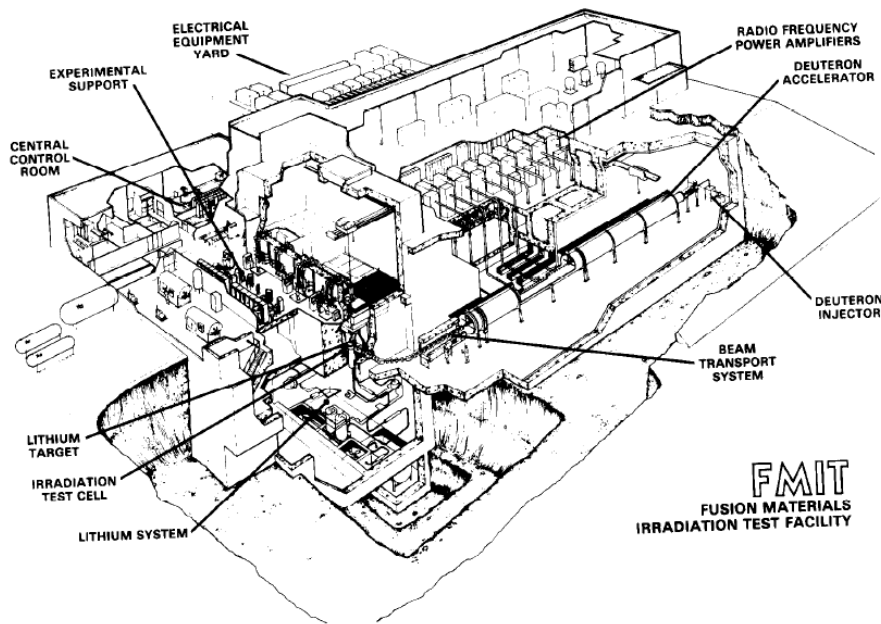 ELECTRICAL
EQUIPMENT
YARD
RADIO FREQUENCY
POWER AMPLIFIERS
EXPERIMENTAL
SUPPORT
DEUTERON
ACCELERATOR
CENTRAL
CONTROL
ROOM
DEUTERON
INJECTOR
BEAM
TRANSPORT
SYSTEM
LITHIUM
TARGET
IRRADIATION
TEST CELL
LITHIUM SYSTEM
FMIT
FUSION MATERIALS
IRRADIATION TEST FACILITY